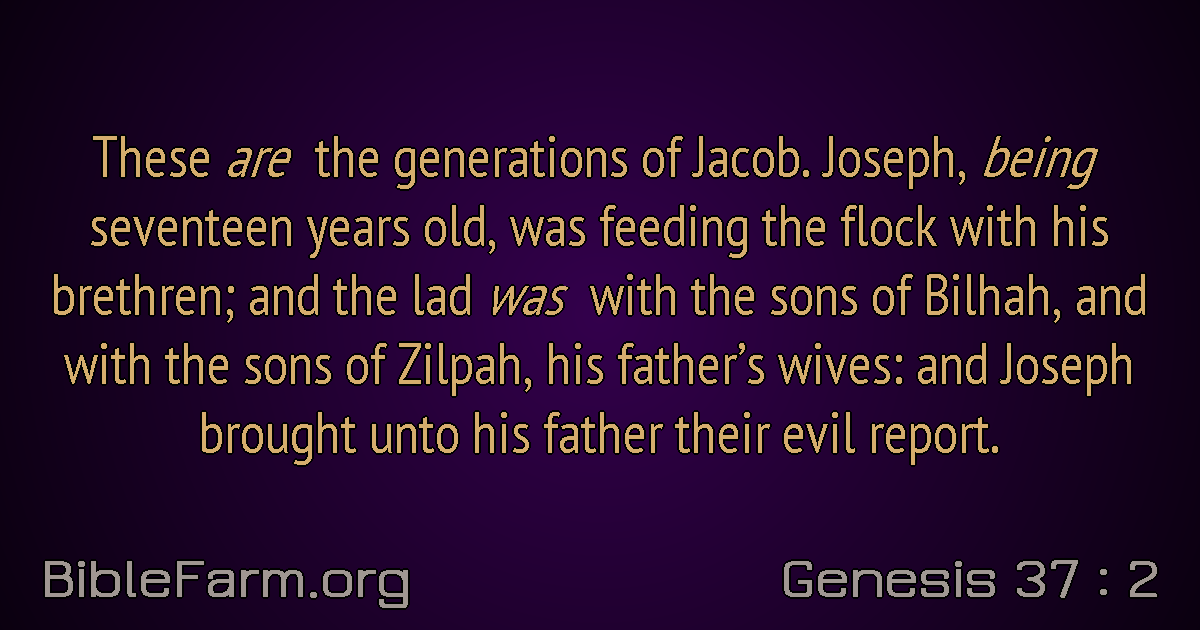 These are the generations of Jacob. Joseph, being
seventeen years old, was feeding the flock with his
brethren; and the lad was with the sons of Bilhah, and
with the sons of Zilpah, his father’s wives: and Joseph
brought unto his father their evil report.
BibleFarm.org
Genesis 37 : 2